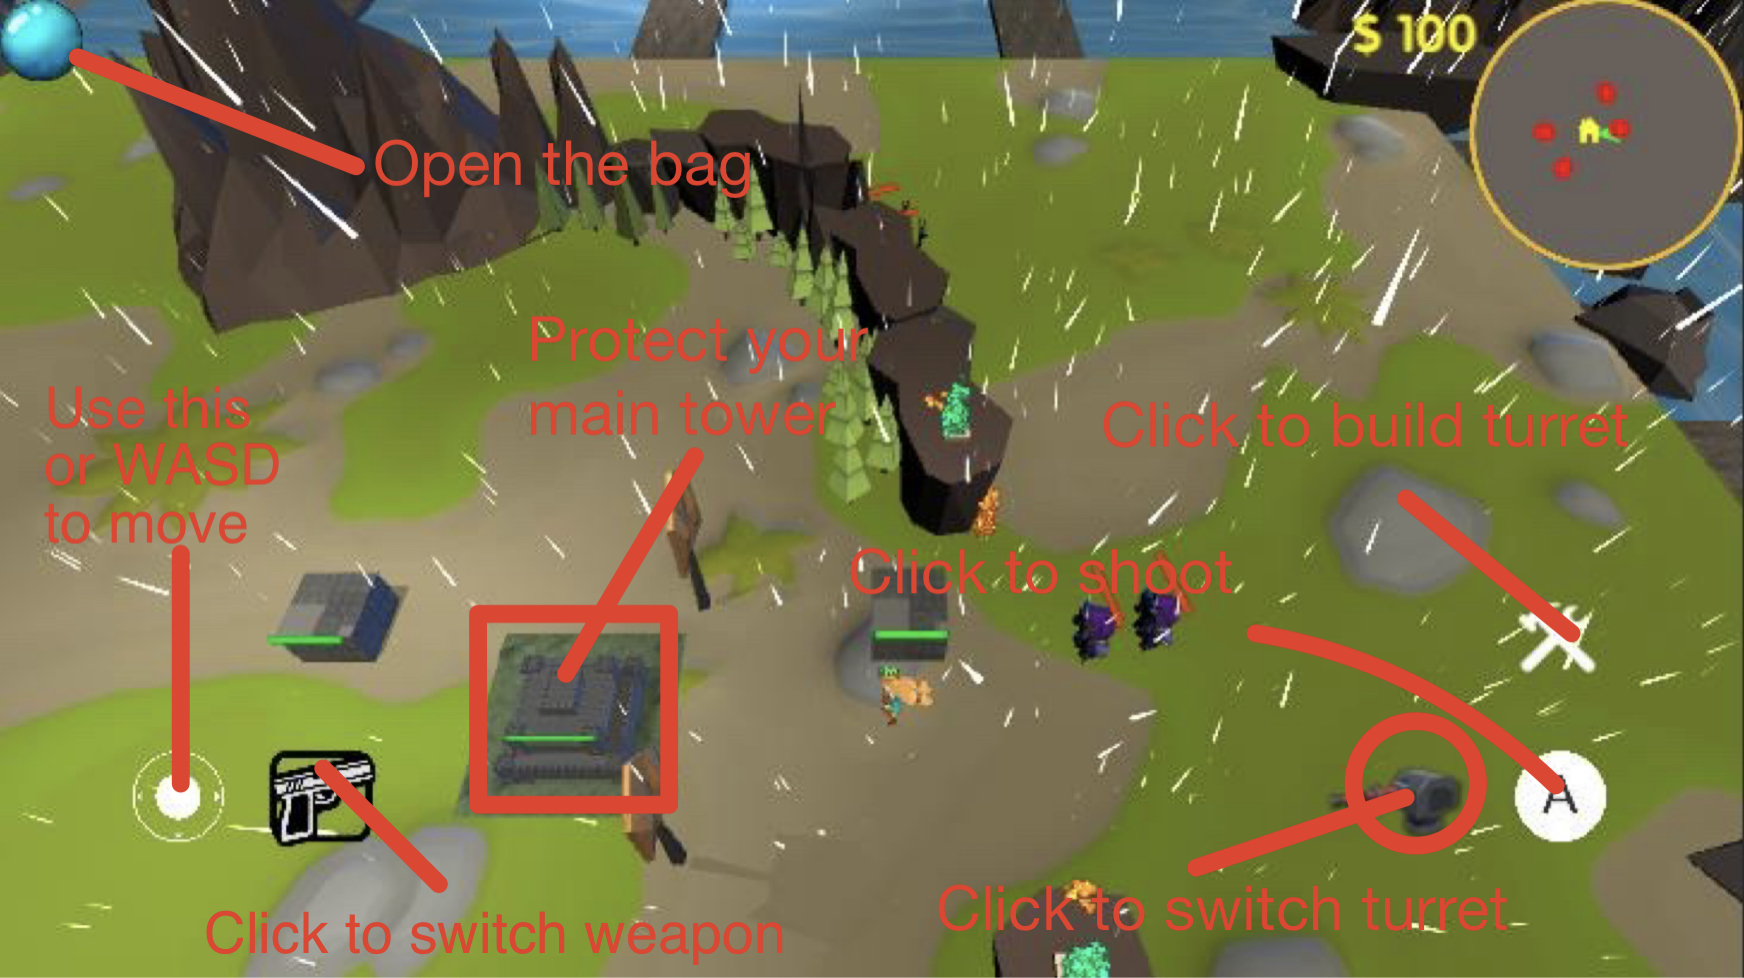 $ 100
Open the bag
Protect your
main tower
Use this
or WASD
to move
Click to build turret
Click to shoot
A
Click to switch turret
Click to switch weapon